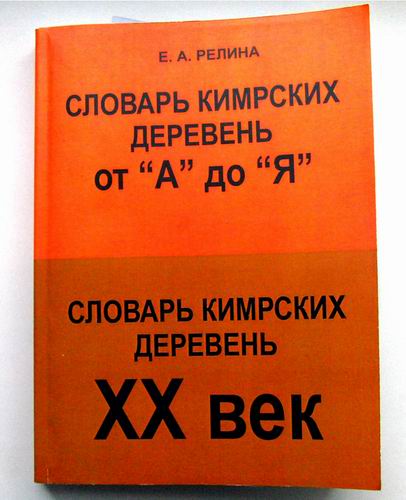 Е. А. РЕЛИНА
СЛОВАРЬ КИМРСКИХ
ДЕРЕВЕНЬ
от “А” до “Я”
СЛОВАРЬ КИМРСКИХ
ДЕРЕВЕНЬ
XX век